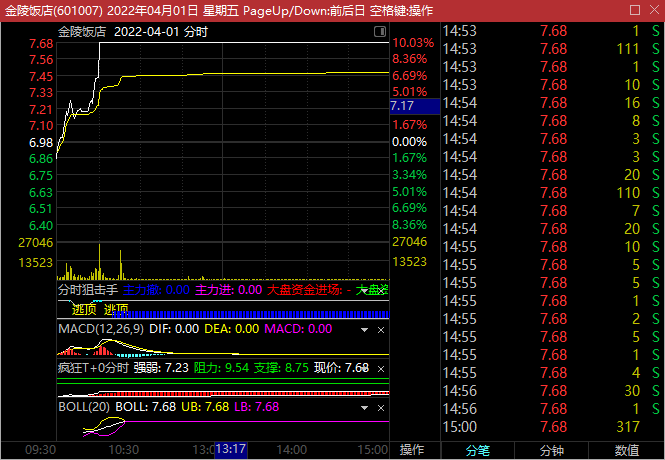 金陵饭店(601007) 2022年04月01日 星期五 PageUp/Down:前后日 空格键:操作
金陵饭店 2022-04-01 分时
7.68 10.03%
7.56 8.36%
7.45 6.69%
7.33 5.01%
7.21 7.17
7.10 1.67%
6.98 0.00%
6.86 1.67%
6.75 3.34%
6.63 5.01%
6.51 6.69%
6.40 8.36%
27046 27046
13523 13523
分时狙击手 主力撤: 0.00 主力进: 0.00 大盘资金进场: -
逃顶 逃顶
MACD(12,26,9) DIF: 0.00 DEA: 0.00 MACD: 0.00
疯狂T+0分时 强弱: 7.23 阻力: 9.54 支撑: 8.75 现价: 7.68
BOLL(20) BOLL: 7.68 UB: 7.68 LB: 7.68
09:30 10:30 13:17 14:00 15:00 操作
14:53 7.68 1 S
14:53 7.68 111 S
14:53 7.68 1 S
14:53 7.68 10 S
14:54 7.68 16 S
14:54 7.68 8 S
14:54 7.68 3 S
14:54 7.68 3 S
14:54 7.68 20 S
14:54 7.68 110 S
14:54 7.68 7 S
14:54 7.68 20 S
14:55 7.68 10 S
14:55 7.68 5 S
14:55 7.68 5 S
14:55 7.68 1 S
14:55 7.68 2 S
14:55 7.68 5 S
14:55 7.68 1 S
14:55 7.68 4 S
14:56 7.68 30 S
14:56 7.68 1 S
15:00 7.68 317
分笔 分钟 数值